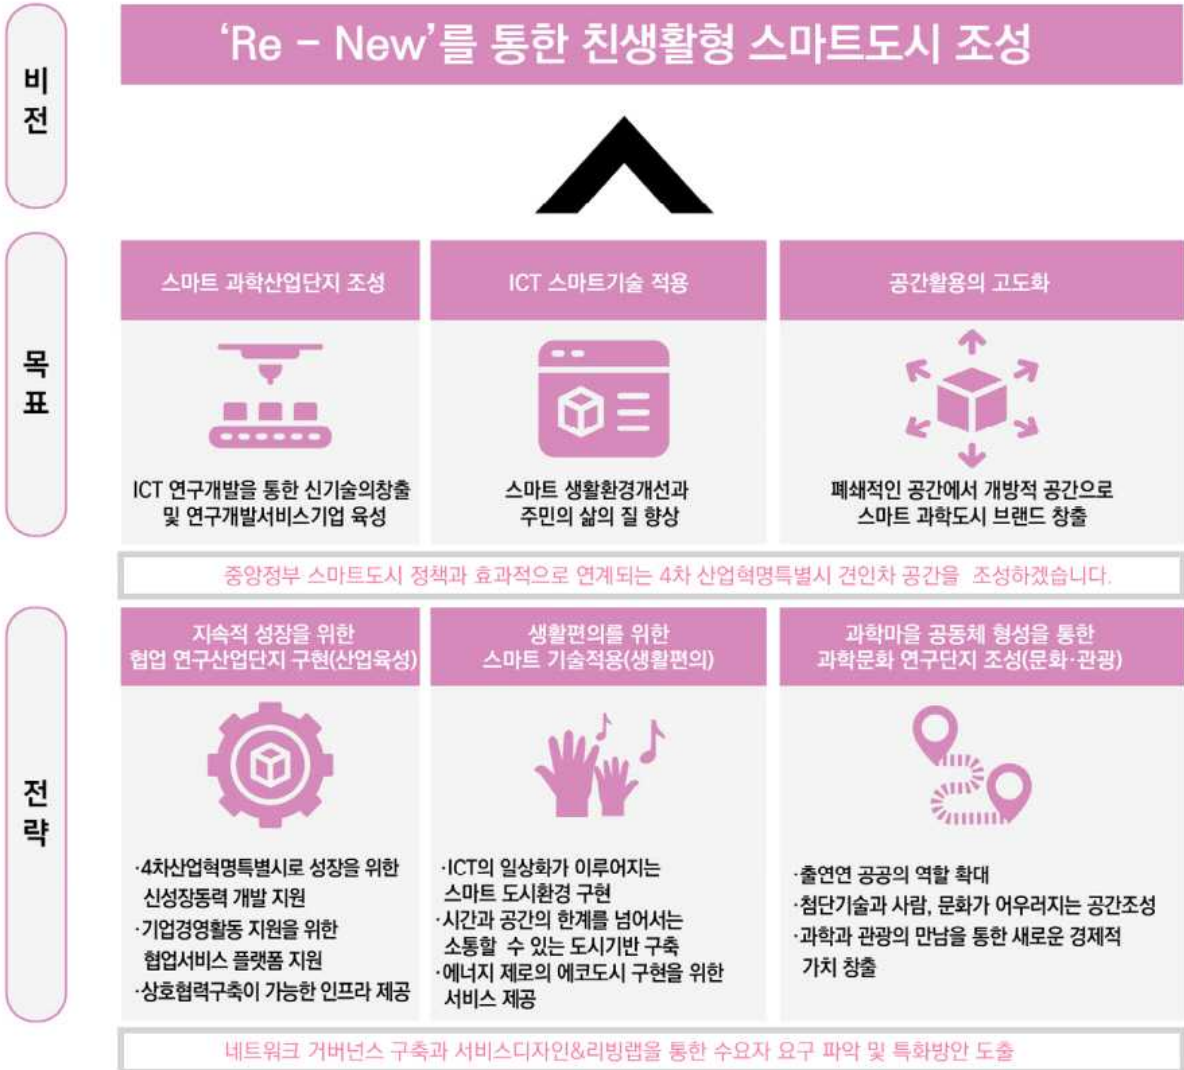 비전
‘Re - New’를 통한 친생활형 스마트도시 조성
목표
스마트 과학산업단지 조성
ICT 연구개발을 통한 신기술의창출
및 연구개발서비스기업 육성
ICT 스마트기술 적용
스마트 생활환경개선과
주민의 삶의 질 향상
공간활용의 고도화
폐쇄적인 공간에서 개방적 공간으로
스마트 과학도시 브랜드 창출
중앙정부 스마트도시 정책과 효과적으로 연계되는 4차 산업혁명특별시 견인차 공간을 조성하겠습니다.
전략
지속적 성장을 위한
협업 연구산업단지 구현(산업육성)
·4차산업혁명특별시로 성장을 위한
신성장동력 개발 지원
·기업경영활동 지원을 위한
협업서비스 플랫폼 지원
·상호협력구축이 가능한 인프라 제공
생활편의를 위한
스마트 기술적용(생활편의)
·ICT의 일상화가 이루어지는
스마트 도시환경 구현
·시간과 공간의 한계를 넘어서는
소통할 수 있는 도시기반 구축
·에너지 제로의 에코도시 구현을 위한
서비스 제공
과학마을 공동체 형성을 통한
과학문화 연구단지 조성(문화·관광)
·출연연 공공의 역할 확대
·첨단기술과 사람, 문화가 어우러지는 공간조성
·과학과 관광의 만남을 통한 새로운 경제적
가치 창출
네트워크 거버넌스 구축과 서비스디자인&리빙랩을 통한 수요자 요구 파악 및 특화방안 도출